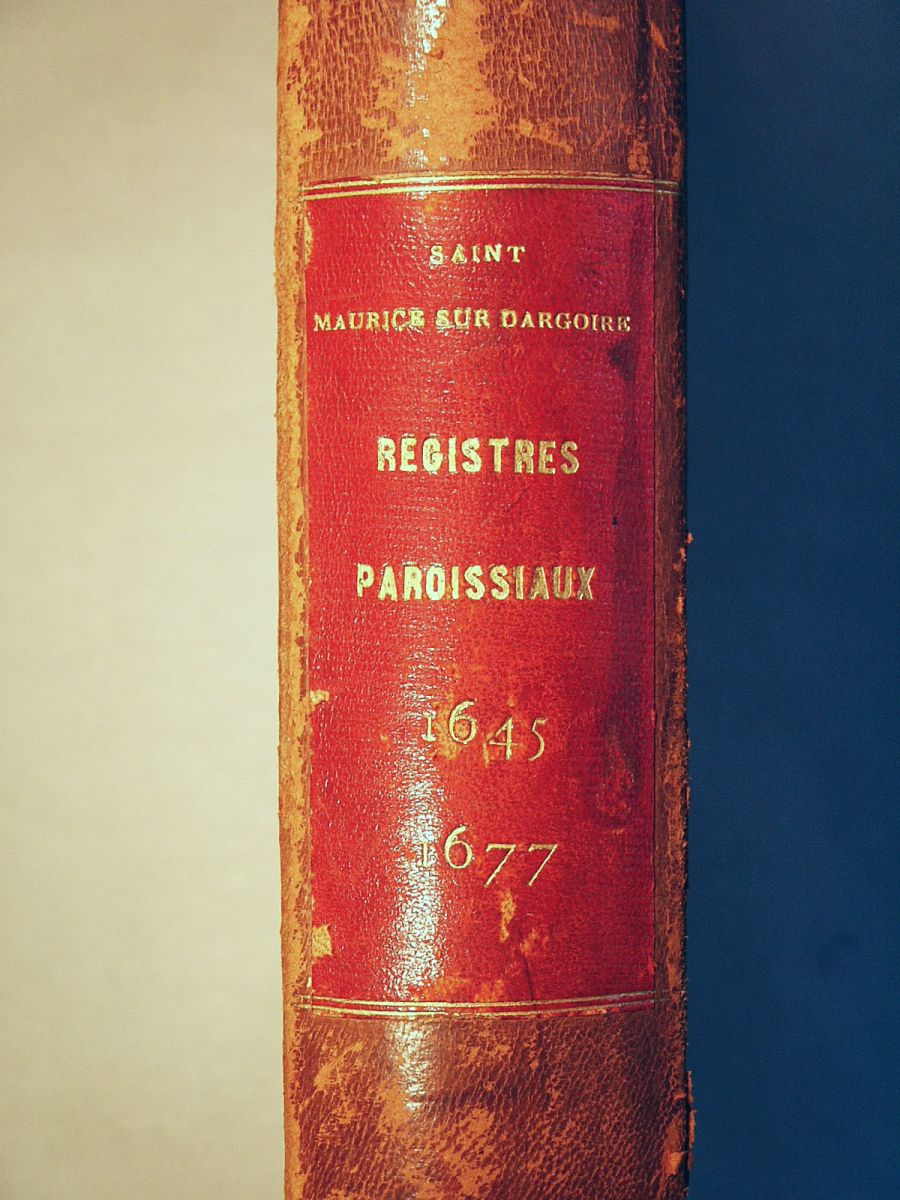 SAINT
MAURICE SUR DARGOIRE
REGISTRES
PAROISSIAUX
1645
1677